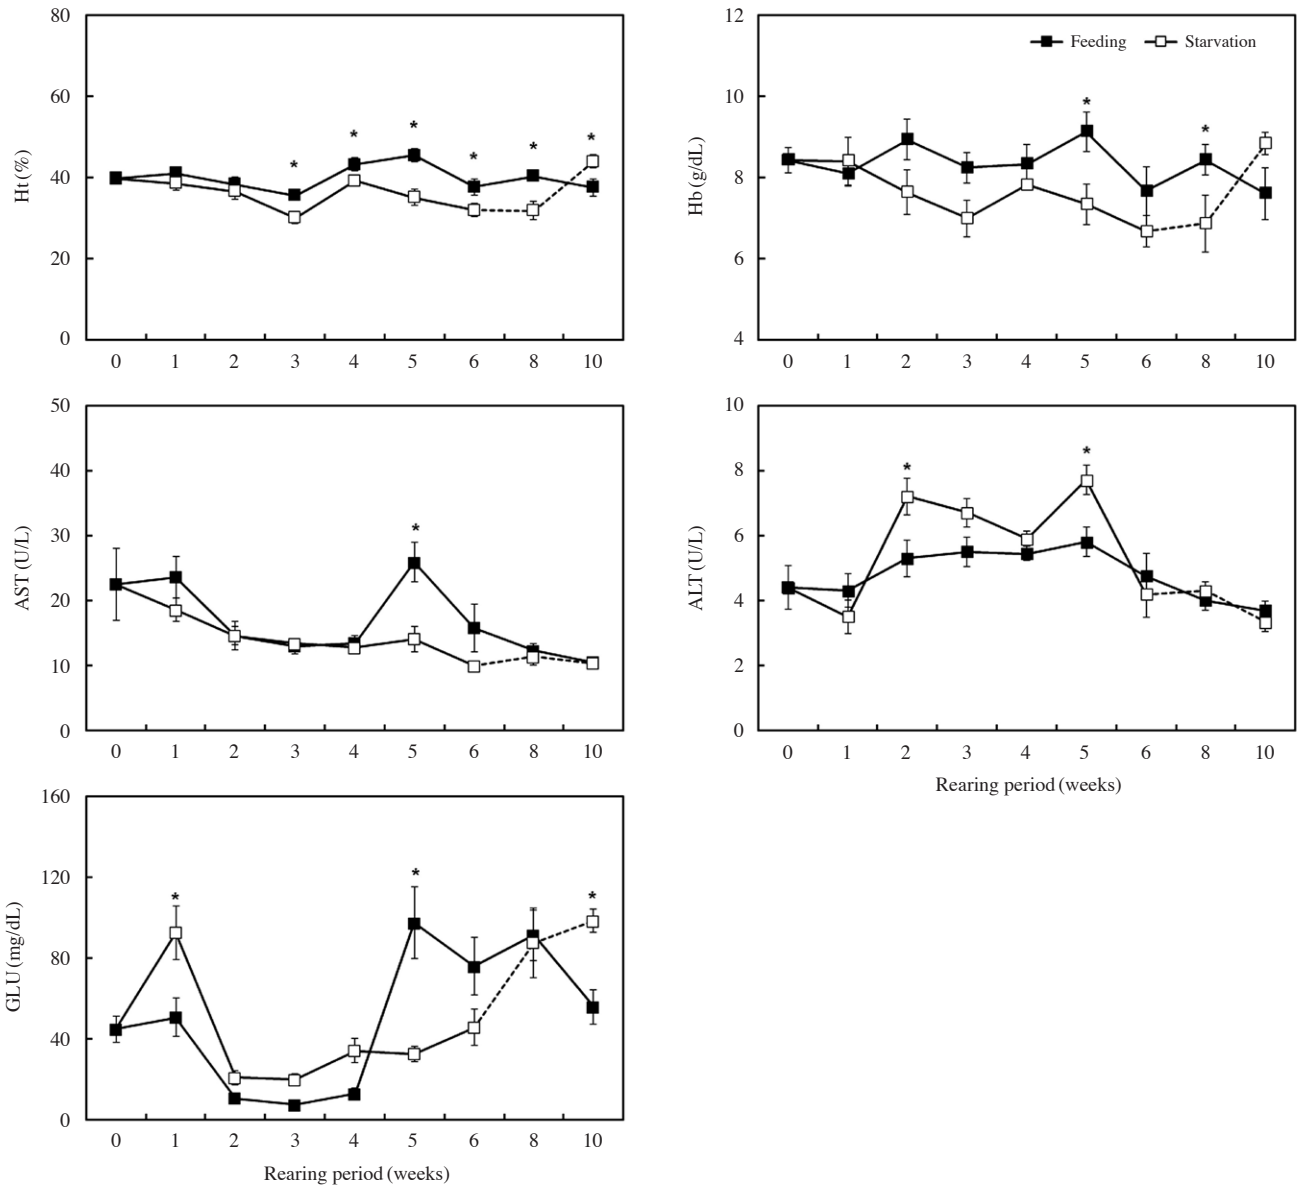 80
60
40
20
0
Ht (%)
* * * * * *
0 1 2 3 4 5 6 8 10
12
10
8
6
4
Hb (g/dL)
Feeding Starvation
* *
0 1 2 3 4 5 6 8 10
50
40
30
20
10
0
AST (U/L)
*
0 1 2 3 4 5 6 8 10
10
8
6
4
2
0
ALT (U/L)
* *
0 1 2 3 4 5 6 8 10
Rearing period (weeks)
160
120
80
40
0
GLU (mg/dL)
* * *
0 1 2 3 4 5 6 8 10
Rearing period (weeks)